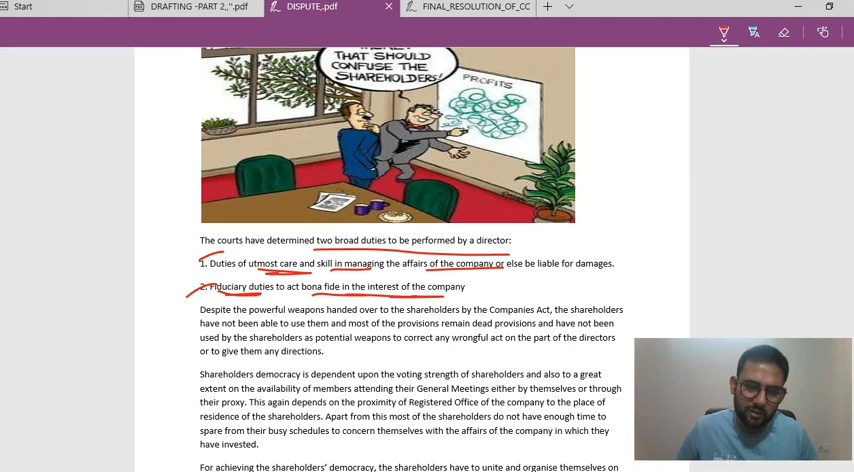 Start
DRAFTING -PART 2,,".pdf
DISPUTE.pdf
FINAL_RESOLUTION_OF_CC
THAT SHOULD
CONFUSE THE
SHAREHOLDERS!
PROFITS
The courts have determined two broad duties to be performed by a director:
1. Duties of utmost care and skill in managing the affairs of the company or else be liable for damages.
2. Fiduciary duties to act bona fide in the interest of the company
Despite the powerful weapons handed over to the shareholders by the Companies Act, the shareholders
have not been able to use them and most of the provisions remain dead provisions and have not been
used by the shareholders as potential weapons to correct any wrongful act on the part of the directors
or to give them any directions.
Shareholders democracy is dependent upon the voting strength of shareholders and also to a great
extent on the availability of members attending their General Meetings either by themselves or through
their proxy. This again depends on the proximity of Registered Office of the company to the place of
residence of the shareholders. Apart from this most of the shareholders do not have enough time to
spare from their busy schedules to concern themselves with the affairs of the company in which they
have invested.
For achieving the shareholders' democracy, the shareholders have to unite and organise themselves on